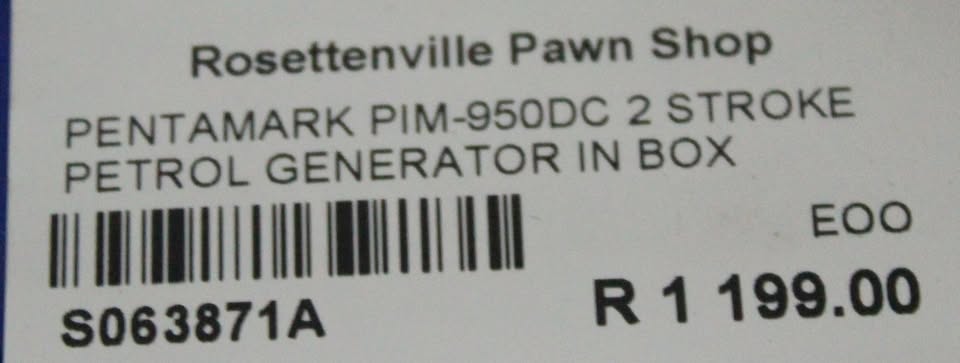 Rosettenville Pawn Shop
PENTAMARK PIM-950DC 2 STROKE
PETROL GENERATOR IN BOX
EOO
S063871A
R 1 199.00